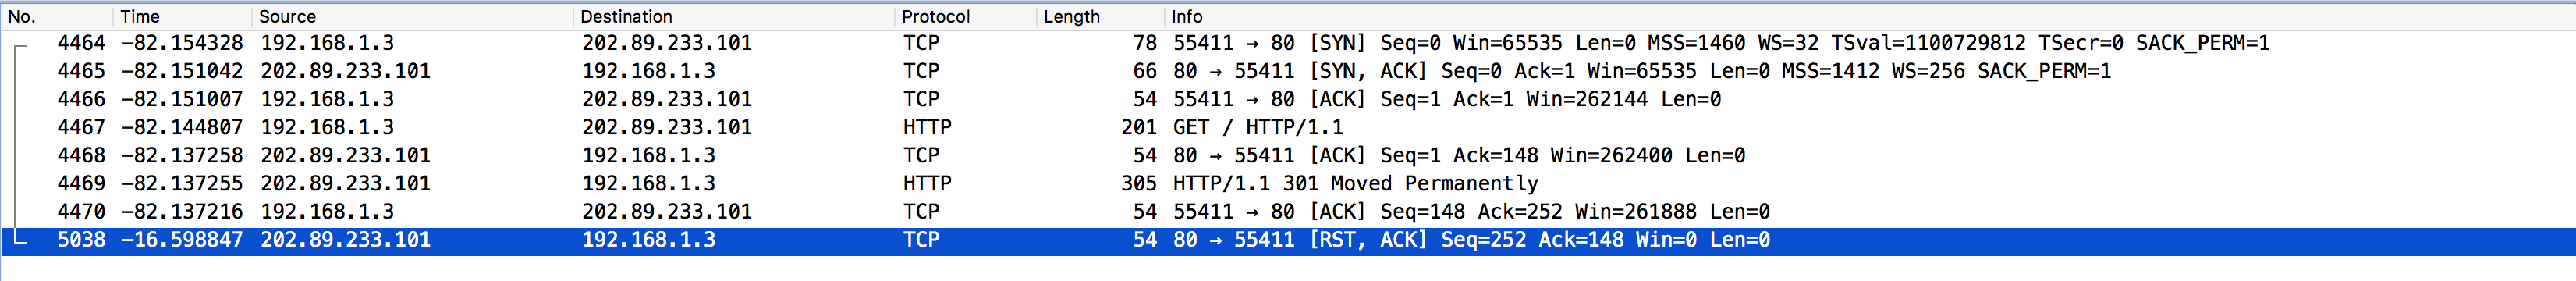 No. Time Source Destination Protocol Length Info
4464 -82.154328 192.168.1.3 202.89.233.101 TCP 78 55411 → 80 [SYN] Seq=0 Win=65535 Len=0 MSS=1460 WS=32 TSval=1100729812 TSecr=0 SACK_PERM=1
4465 -82.151042 202.89.233.101 192.168.1.3 TCP 66 80 → 55411 [SYN, ACK] Seq=0 Ack=1 Win=65535 Len=0 MSS=1412 WS=256 SACK_PERM=1
4466 -82.151007 192.168.1.3 202.89.233.101 TCP 54 55411 → 80 [ACK] Seq=1 Ack=1 Win=262144 Len=0
4467 -82.144807 192.168.1.3 202.89.233.101 HTTP 201 GET / HTTP/1.1
4468 -82.137258 202.89.233.101 192.168.1.3 TCP 54 80 → 55411 [ACK] Seq=1 Ack=148 Win=262400 Len=0
4469 -82.137255 202.89.233.101 192.168.1.3 HTTP 305 HTTP/1.1 301 Moved Permanently
4470 -82.137216 192.168.1.3 202.89.233.101 TCP 54 55411 → 80 [ACK] Seq=148 Ack=252 Win=261888 Len=0
5038 -16.598847 202.89.233.101 192.168.1.3 TCP 54 80 → 55411 [RST, ACK] Seq=252 Ack=148 Win=0 Len=0